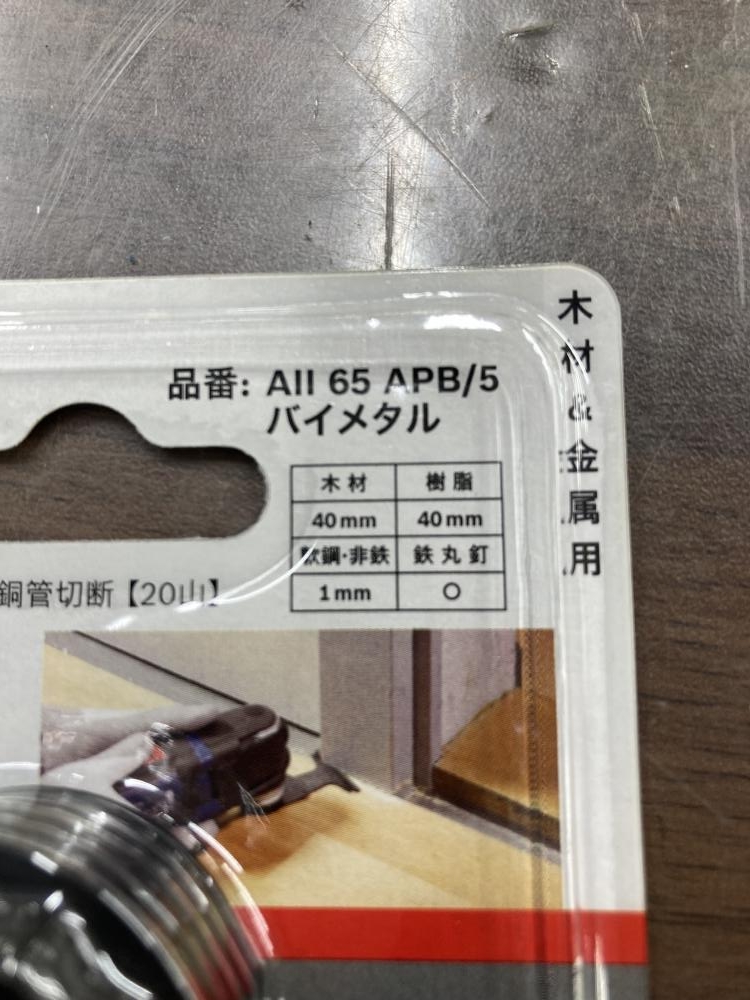 品番: AII 65 APB/5
バイメタル
木材 樹脂
40mm 40mm
軟鋼·非鉄 鉄丸釘
1mm ○
銅管切断【20山】
木材&金属用